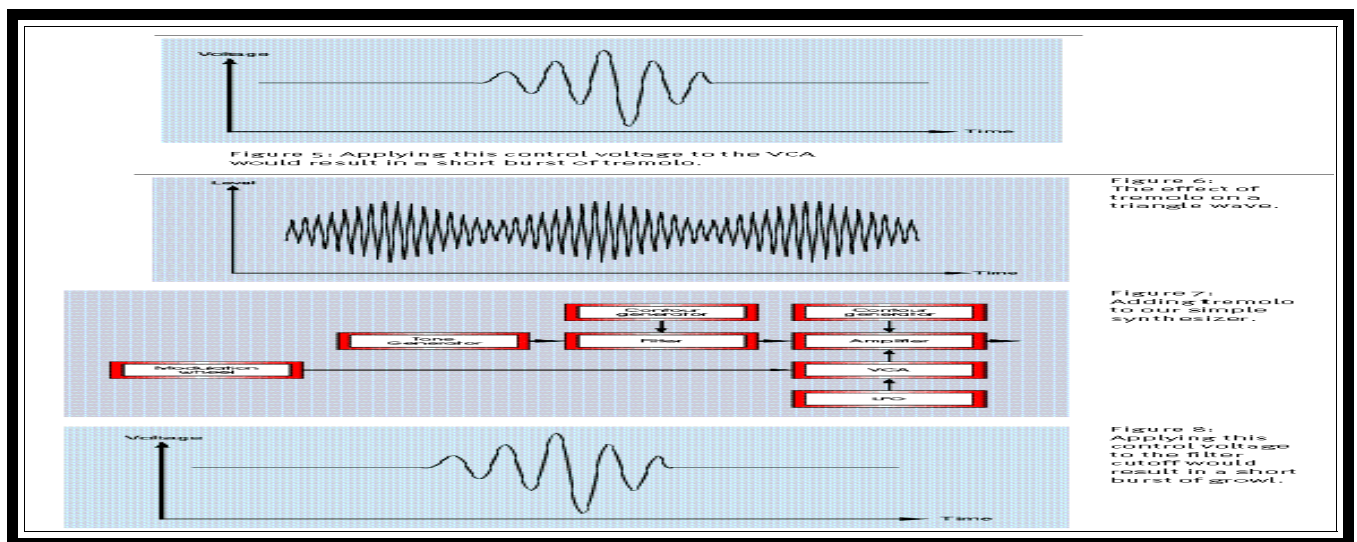 Voltage
Time
Figure 5: Applying this control voltage to the VCA
would result in a short burst of tremolo.
Level
Time
Figure 6:
The effect of
tremolo on a
triangle wave.
Contour
generator
Contour
generator
Tone
Generator
Filter
Amplifier
Modulation
wheel
VCA
LFO
Figure 7:
Adding tremolo
to our simple
synthesizer.
Voltage
Time
Figure 8:
Applying this
control voltage
to the filter
cutoff would
result in a short
burst of growl.